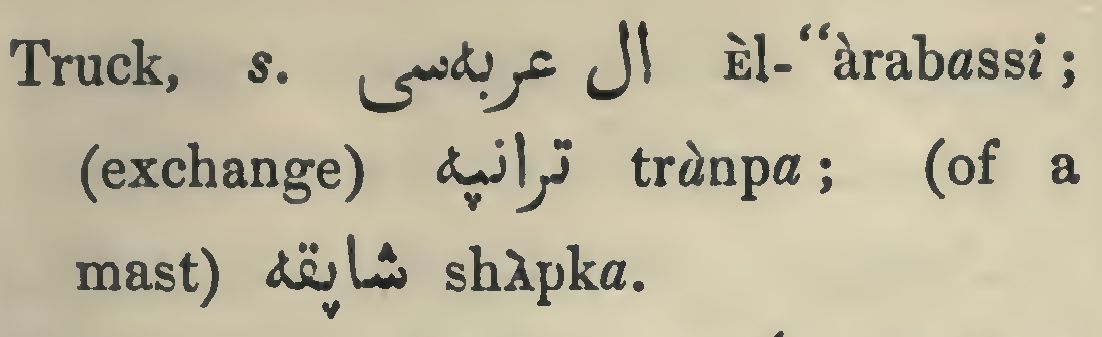 Truck, s. ال عربه‌سی Èl-“àrabassi;
(exchange) ترانپه trànpa; (of a
mast) شاپقه shàpka.